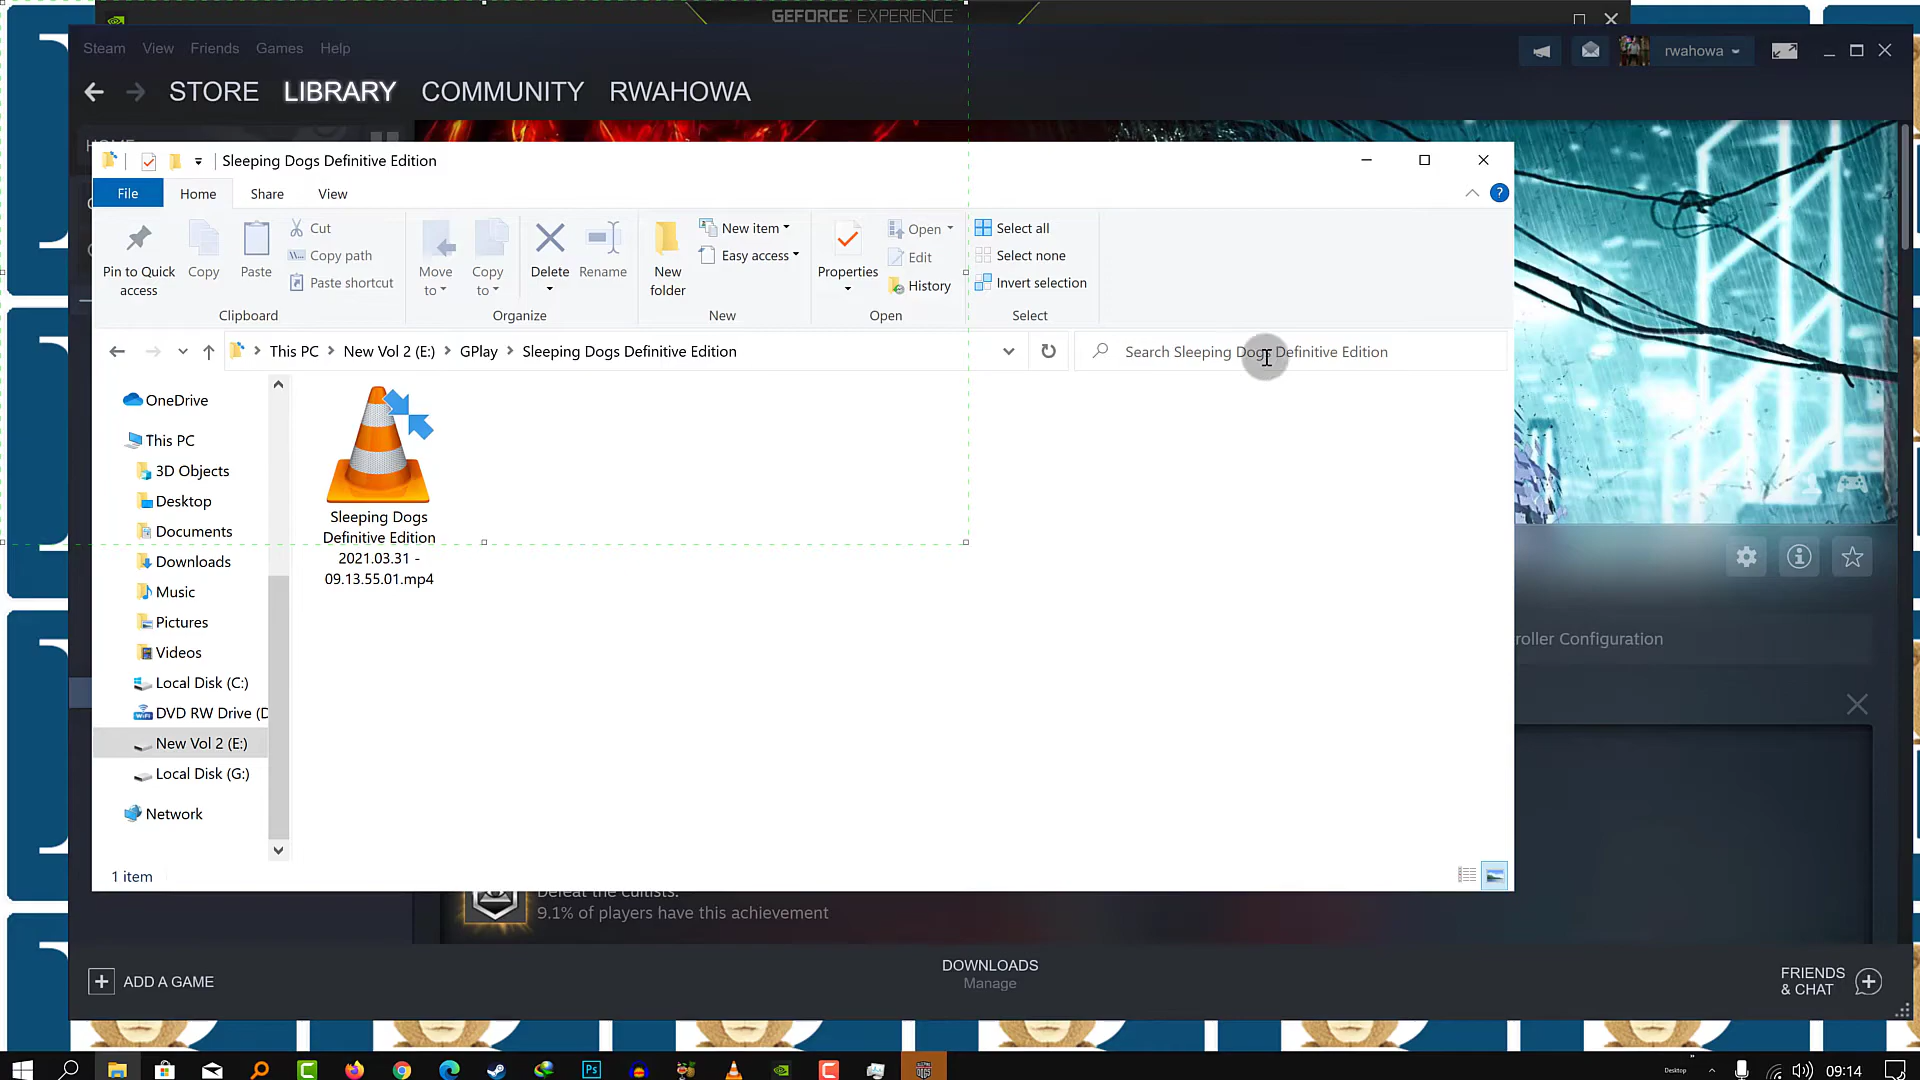 GEFORCE EXPERIENCE
Steam View Friends Games Help
rwahowa
STORE LIBRARY COMMUNITY RWAHOWA
Sleeping Dogs Definitive Edition
File Home Share View
Pin to Quick access
Copy
Paste
Cut
Copy path
Paste shortcut
Clipboard
Move to
Copy to
Delete
Rename
Organize
New folder
New item
Easy access
New
Properties
Open
Edit
History
Open
Select all
Select none
Invert selection
Select
This PC New Vol 2 (E:) GPlay Sleeping Dogs Definitive Edition
Search Sleeping Dogs Definitive Edition
OneDrive
This PC
3D Objects
Desktop
Documents
Downloads
Music
Pictures
Videos
Local Disk (C:)
DVD RW Drive (D
New Vol 2 (E:)
Local Disk (G:)
Network
Sleeping Dogs
Definitive Edition
2021.03.31 -
09.13.55.01.mp4
roller Configuration
1 item
Defeat the cultists.
9.1% of players have this achievement
ADD A GAME
DOWNLOADS
Manage
FRIENDS
& CHAT
Ps
Desktop
09:14